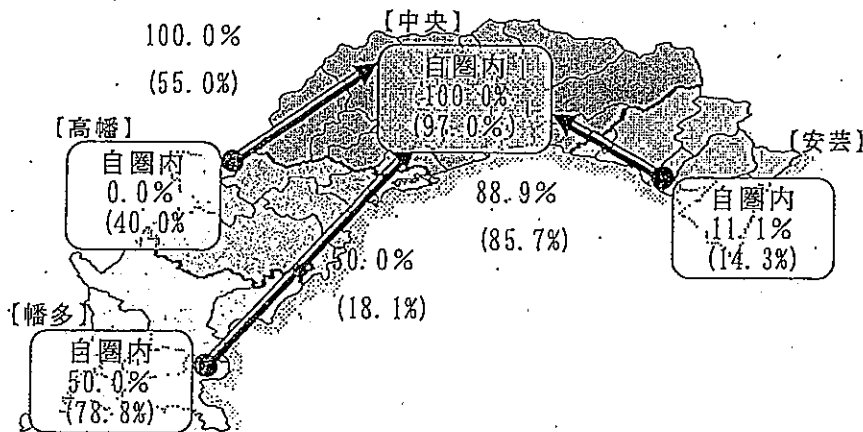 【中央】
100.0%
(55.0%)
自圏内
100.0%
(97.0%)
【高幡】
自圏内
0.0%
(40.0%
【安芸】
自圏内
11.1%
(14.3%)
88.9%
(85.7%)
50.0%
(18.1%)
【幡多】
自圏内
50.0%
(78.8%)